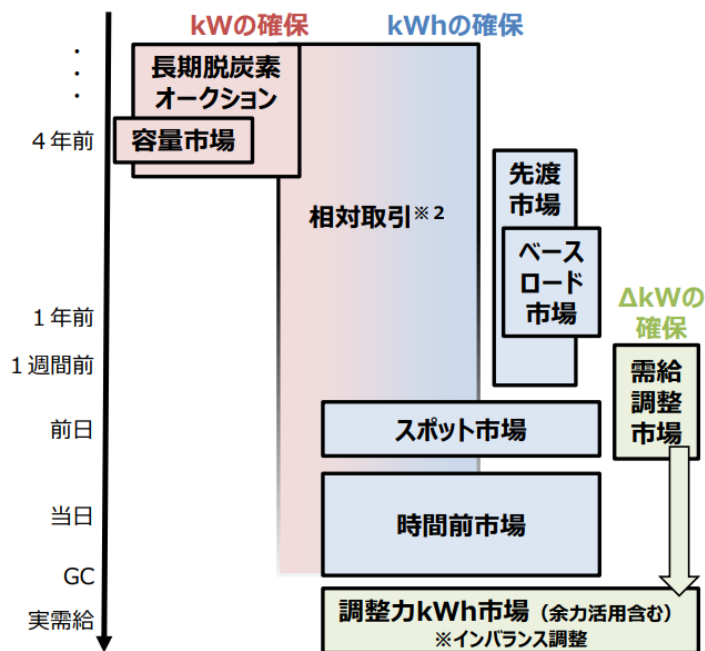 kWの確保
kWhの確保
・
・
・
長期脱炭素
オークション
4年前
容量市場
相対取引※2
先渡
市場
ベース
ロード
市場
1年前
ΔkWの
確保
1週間前
需給
調整
市場
前日
スポット市場
当日
時間前市場
GC
実需給
調整力kWh市場（余力活用含む）
※インバランス調整